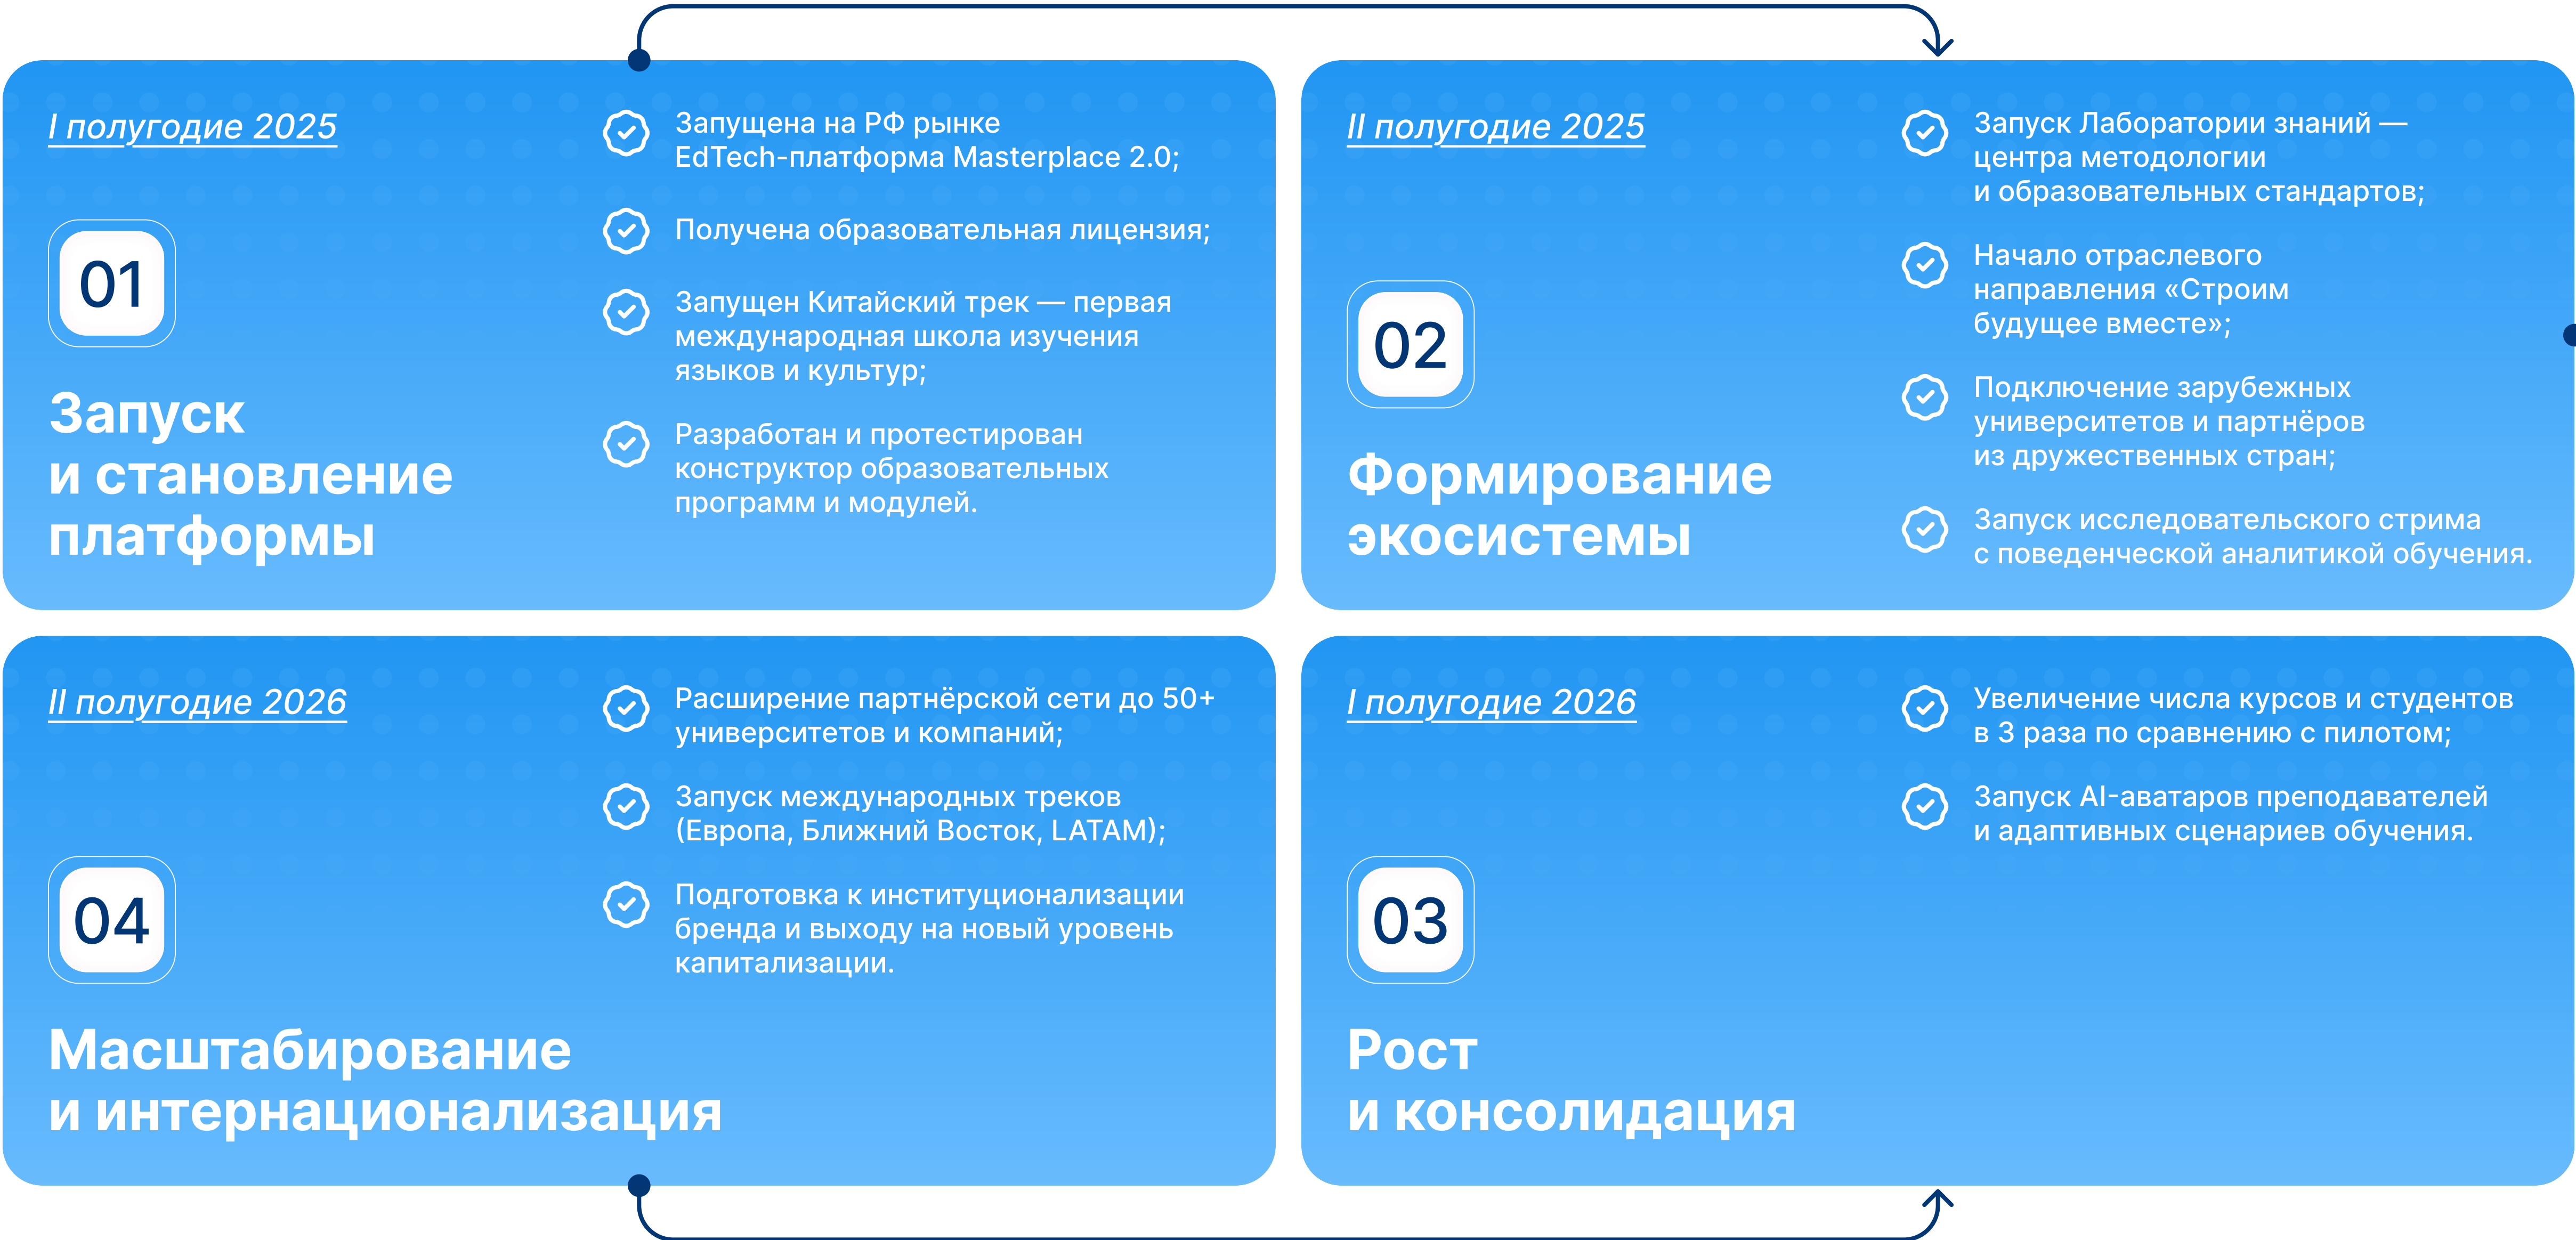 I полугодие 2025
01
Запуск
и становление
платформы
Запущена на РФ рынке
EdTech-платформа Masterplace 2.0;
Получена образовательная лицензия;
Запущен Китайский трек — первая
международная школа изучения
языков и культур;
Разработан и протестирован
конструктор образовательных
программ и модулей.
II полугодие 2025
02
Формирование
экосистемы
Запуск Лаборатории знаний —
центра методологии
и образовательных стандартов;
Начало отраслевого
направления «Строим
будущее вместе»;
Подключение зарубежных
университетов и партнёров
из дружественных стран;
Запуск исследовательского стрима
с поведенческой аналитикой обучения.
II полугодие 2026
04
Масштабирование
и интернационализация
Расширение партнёрской сети до 50+
университетов и компаний;
Запуск международных треков
(Европа, Ближний Восток, LATAM);
Подготовка к институционализации
бренда и выходу на новый уровень
капитализации.
I полугодие 2026
03
Рост
и консолидация
Увеличение числа курсов и студентов
в 3 раза по сравнению с пилотом;
Запуск AI-аватаров преподавателей
и адаптивных сценариев обучения.